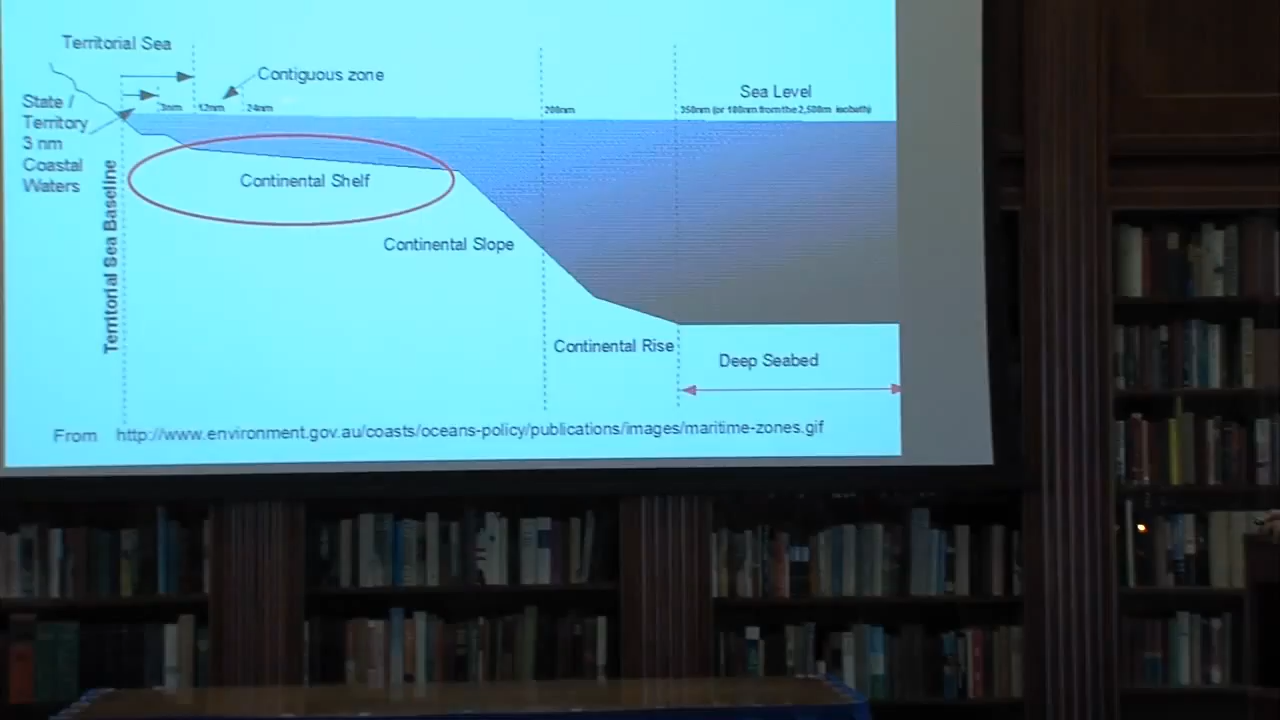 Territorial Sea
Contiguous zone
State /
Territory
3 nm
Coastal
Waters
3nm
12nm
24nm
200nm
Sea Level
350nm (or 100nm from the 2,500m isobath)
Territorial Sea Baseline
Continental Shelf
Continental Slope
Continental Rise
Deep Seabed
From http://www.environment.gov.au/coasts/oceans-policy/publications/images/maritime-zones.gif